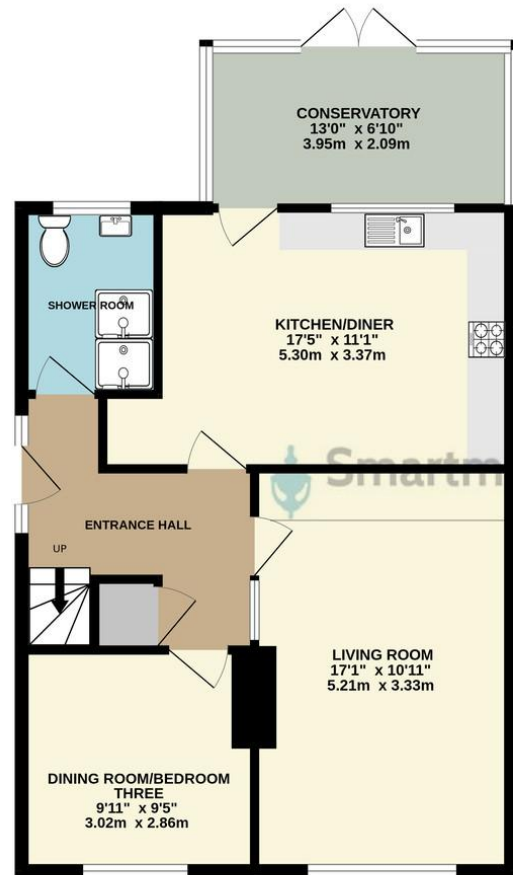 CONSERVATORY
13'0" x 6'10"
3.95m x 2.09m
SHOWER ROOM
KITCHEN/DINER
17'5" x 11'1"
5.30m x 3.37m
Smartm
ENTRANCE HALL
UP
LIVING ROOM
17'1" x 10'11"
5.21m x 3.33m
DINING ROOM/BEDROOM
THREE
9'11" x 9'5"
3.02m x 2.86m